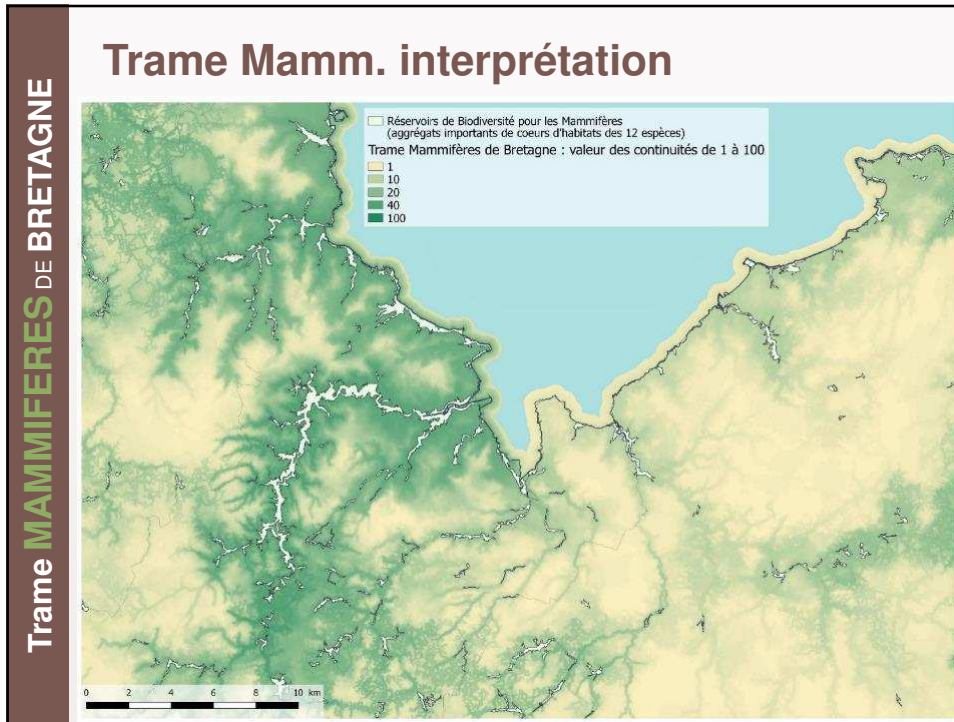 Trame MAMMIFERES DE BRETAGNE
Trame Mamm. interprétation
Réservoirs de Biodiversité pour les Mammifères
(aggrégats importants de coeurs d'habitats des 12 espèces)
Trame Mammifères de Bretagne : valeur des continuités de 1 à 100
1
10
20
40
100
0 2 4 6 8 10 km